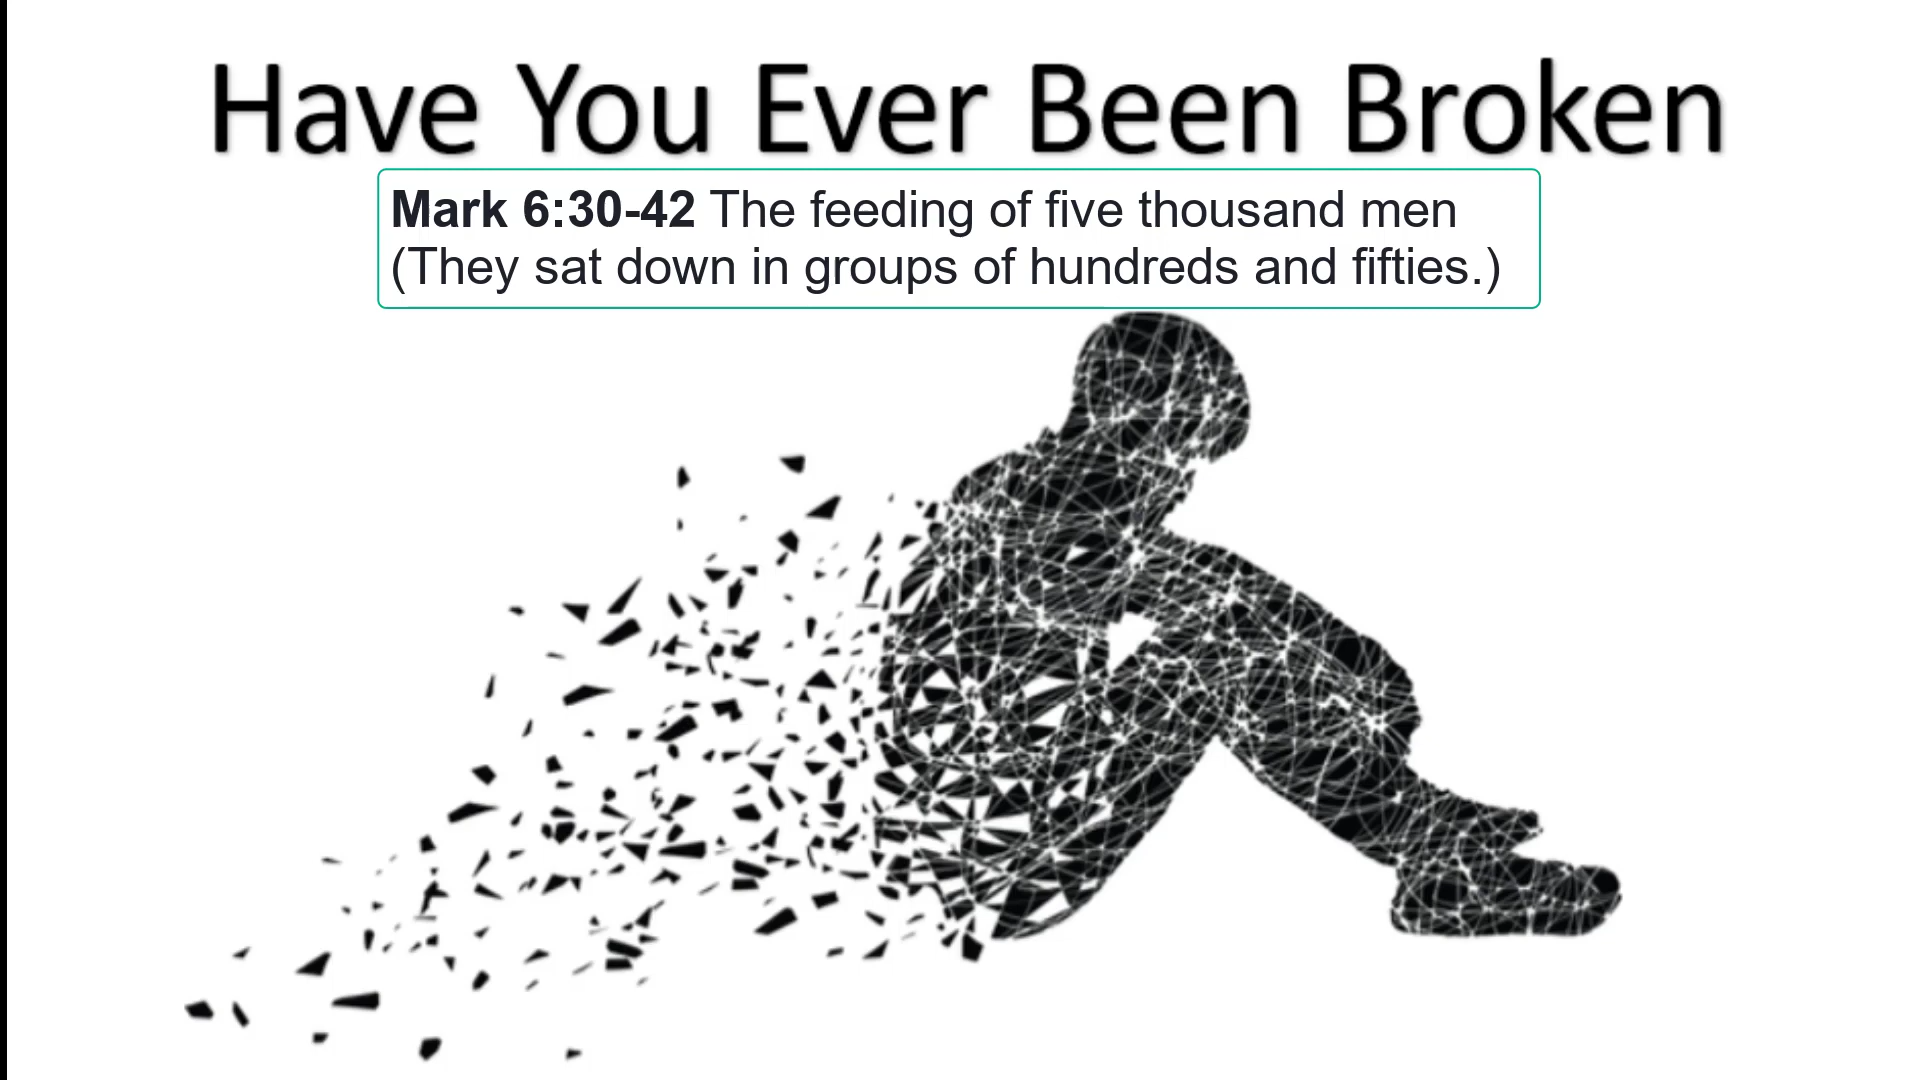 Have You Ever Been Broken
Mark 6:30-42 The feeding of five thousand men
(They sat down in groups of hundreds and fifties.)